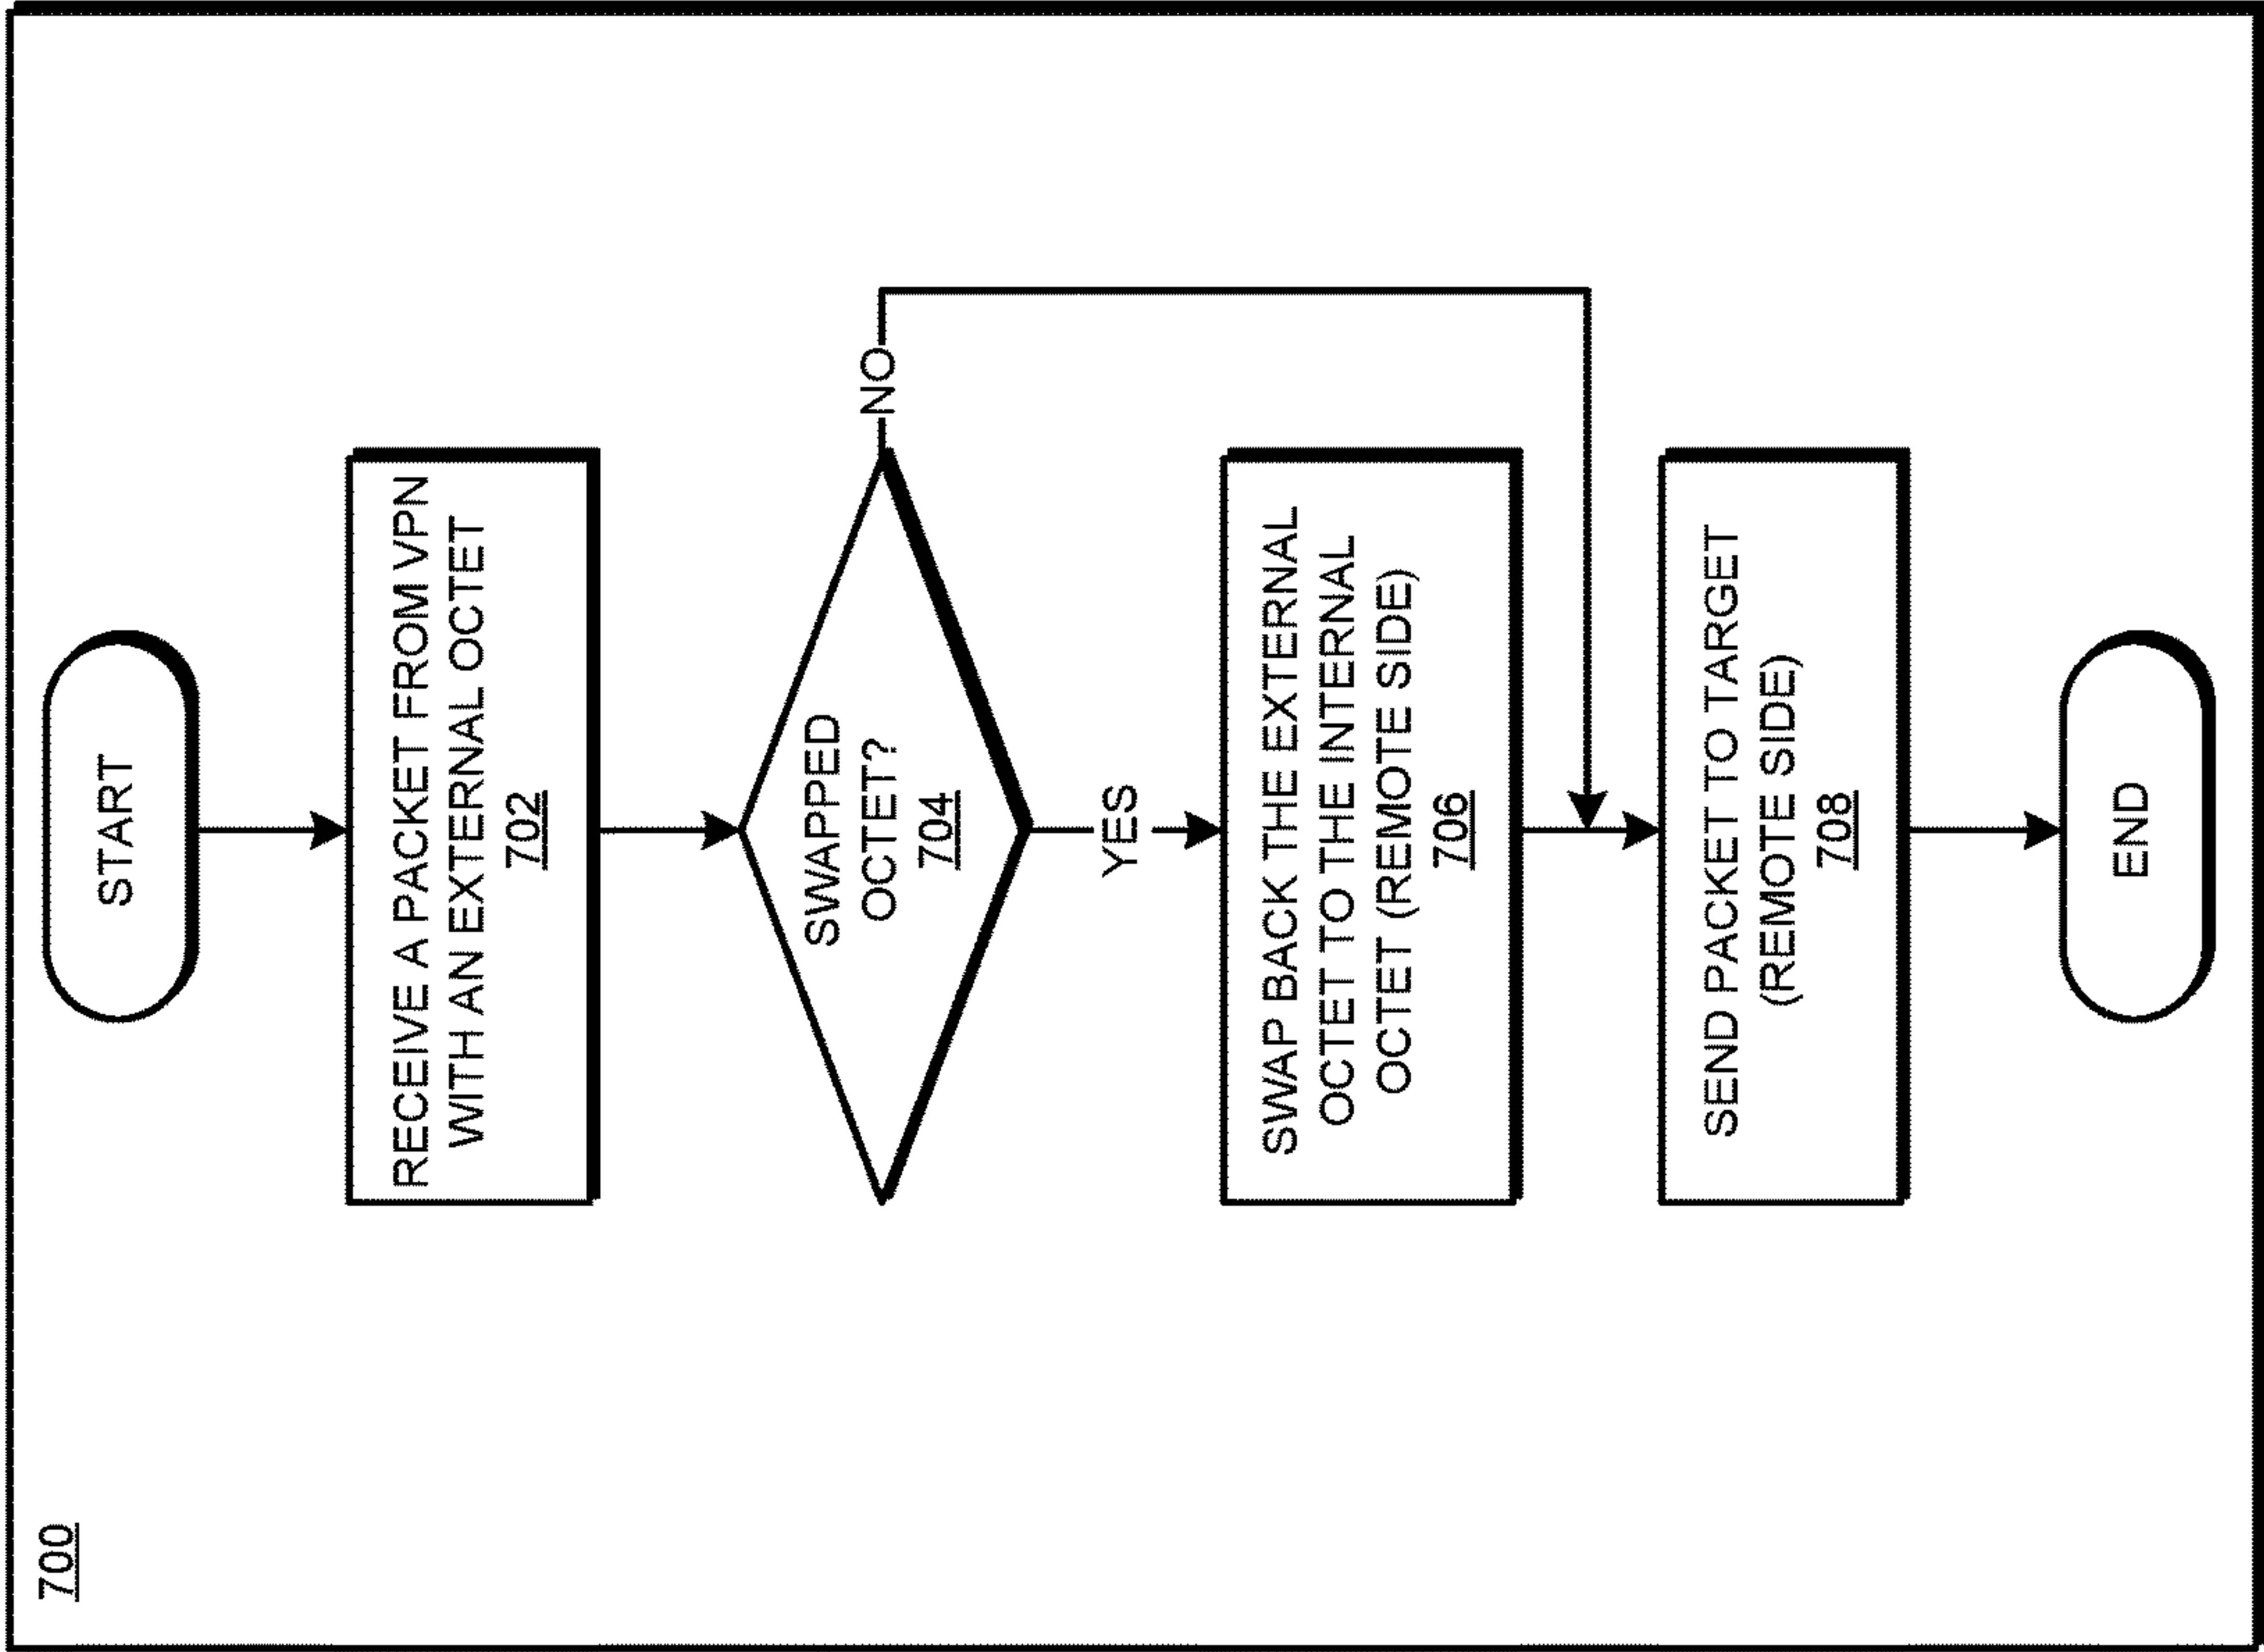 700
START
RECEIVE A PACKET FROM VPN
WITH AN EXTERNAL OCTET
702
SWAPPED
OCTET?
704
NO
YES
SWAP BACK THE EXTERNAL
OCTET TO THE INTERNAL
OCTET (REMOTE SIDE)
706
SEND PACKET TO TARGET
(REMOTE SIDE)
708
END